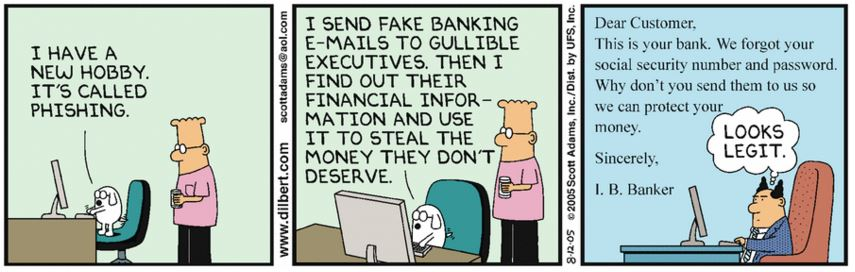 I HAVE A
NEW HOBBY.
IT'S CALLED
PHISHING.
www.dilbert.com scottadams@aol.com
I SEND FAKE BANKING
E-MAILS TO GULLIBLE
EXECUTIVES. THEN I
FIND OUT THEIR
FINANCIAL INFOR-
MATION AND USE
IT TO STEAL THE
MONEY THEY DON'T
DESERVE.
8-12-05 ©2005 Scott Adams, Inc./Dist. by UFS, Inc.
Dear Customer,
This is your bank. We forgot your
social security number and password.
Why don't you send them to us so
we can protect your
money.
Sincerely,
I. B. Banker
LOOKS
LEGIT.